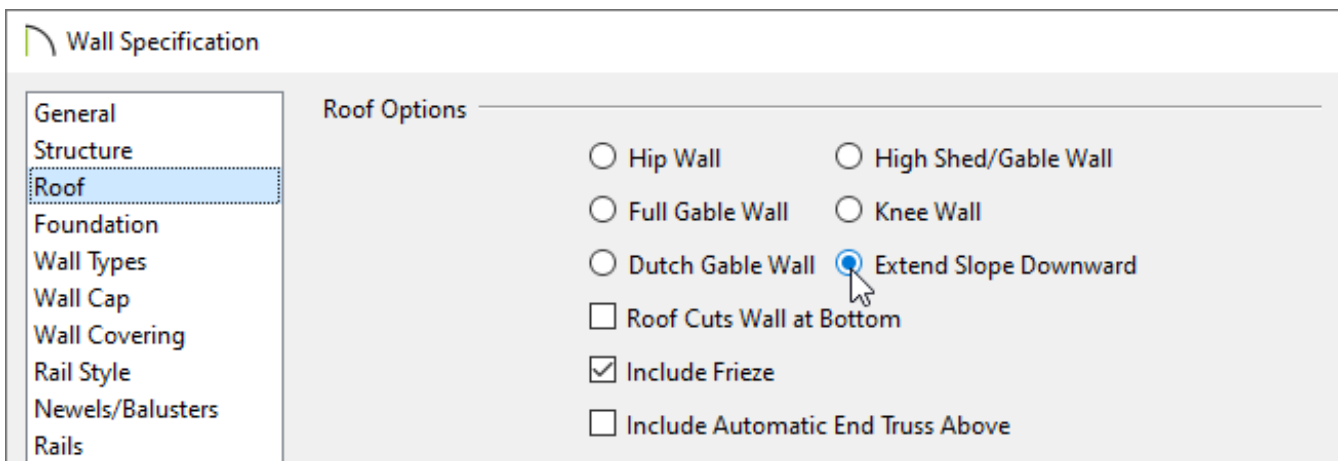 Wall Specification
General
Structure
Roof
Foundation
Wall Types
Wall Cap
Wall Covering
Rail Style
Newels/Balusters
Rails
Roof Options
Hip Wall High Shed/Gable Wall
Full Gable Wall Knee Wall
Dutch Gable Wall Extend Slope Downward
Roof Cuts Wall at Bottom
Include Frieze
Include Automatic End Truss Above